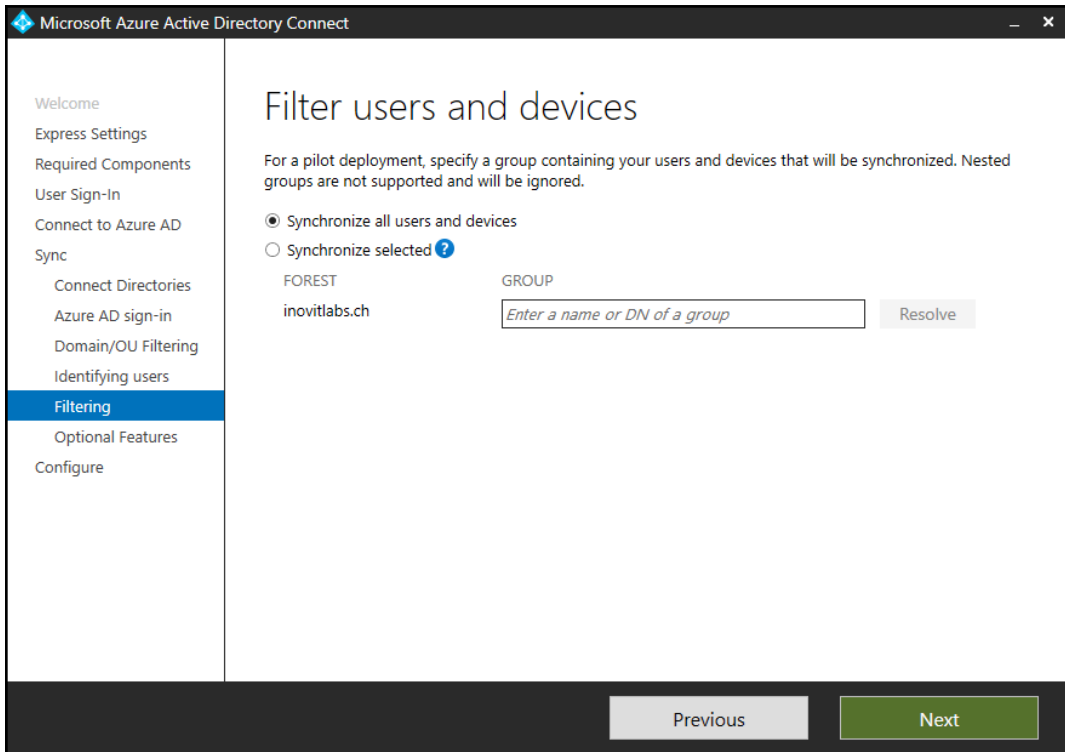 Microsoft Azure Active Directory Connect
Welcome
Express Settings
Required Components
User Sign-In
Connect to Azure AD
Sync
Connect Directories
Azure AD sign-in
Domain/OU Filtering
Identifying users
Filtering
Optional Features
Configure
Filter users and devices
For a pilot deployment, specify a group containing your users and devices that will be synchronized. Nested
groups are not supported and will be ignored.
Synchronize all users and devices
Synchronize selected ?
FOREST GROUP
inovitlabs.ch Enter a name or DN of a group Resolve
Previous Next